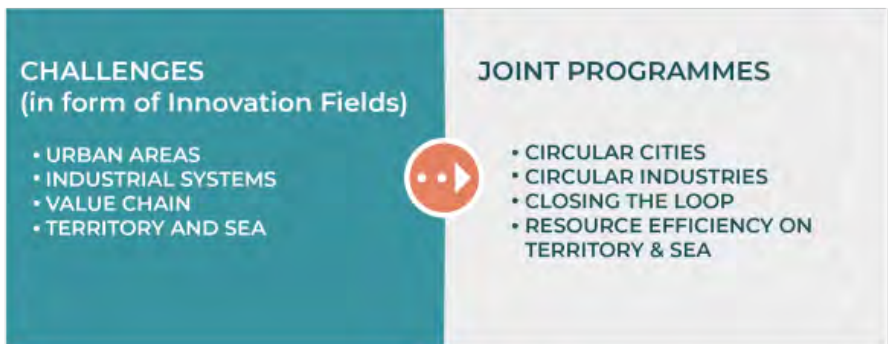 CHALLENGES
(in form of Innovation Fields)
• URBAN AREAS
• INDUSTRIAL SYSTEMS
• VALUE CHAIN
• TERRITORY AND SEA
JOINT PROGRAMMES
• CIRCULAR CITIES
• CIRCULAR INDUSTRIES
• CLOSING THE LOOP
• RESOURCE EFFICIENCY ON
TERRITORY & SEA